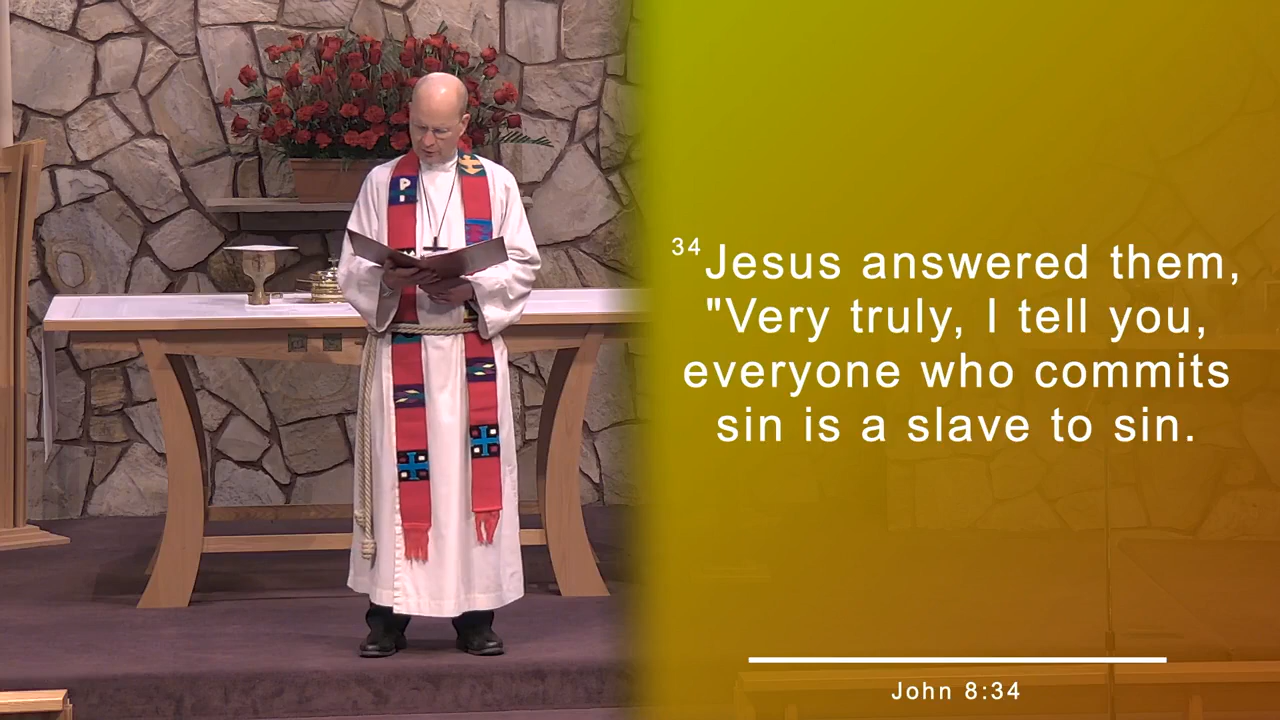 34 Jesus answered them,
"Very truly, I tell you,
everyone who commits
sin is a slave to sin.
John 8:34